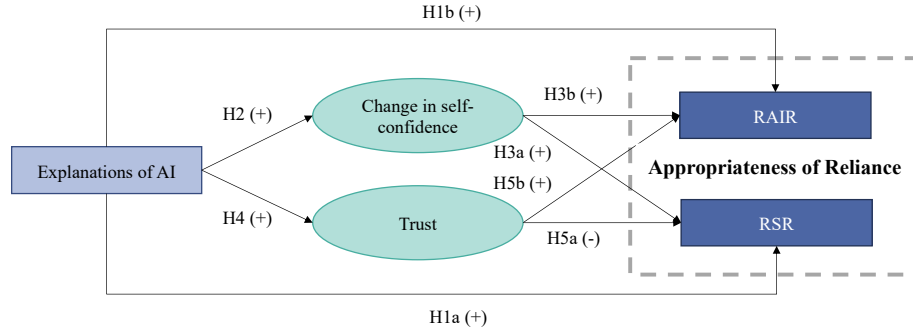 H1b (+)
Change in self-
confidence
H3b (+)
RAIR
H2 (+)
H3a (+)
Explanations of AI
Appropriateness of Reliance
H5b (+)
H4 (+)
Trust
H5a (-)
RSR
H1a (+)